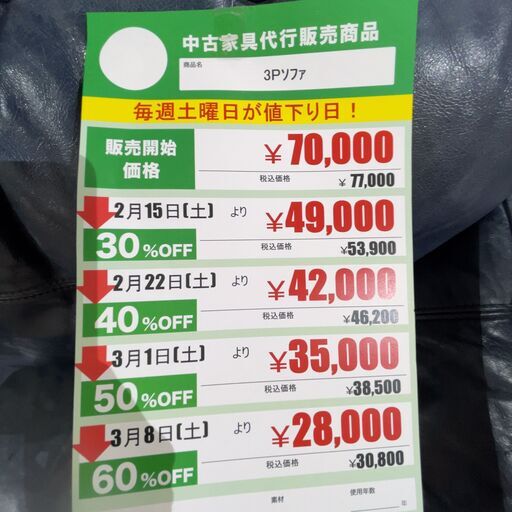 中古家具代行販売商品
商品名
3Pソファ
毎週土曜日が値下り日！
販売開始
価格
¥70,000
税込価格 ¥77,000
2月15日(土) より ¥49,000
30%OFF 税込価格 ¥53,900
2月22日(土) より ¥42,000
40%OFF 税込価格 ¥46,200
3月1日(土) より ¥35,000
50%OFF 税込価格 ¥38,500
3月8日(土) より ¥28,000
60%OFF 税込価格 ¥30,800
素材 使用年数
年